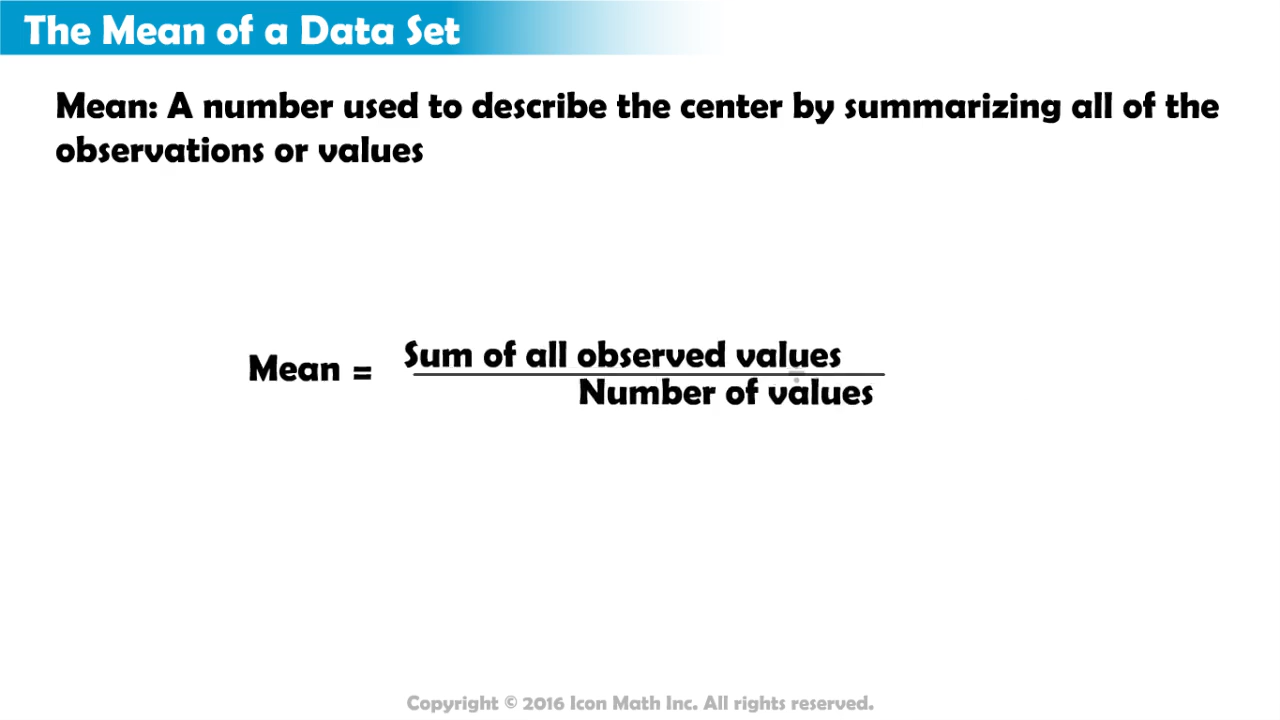 The Mean of a Data Set
Mean: A number used to describe the center by summarizing all of the
observations or values
Sum of all observed values
Mean =
Number of values
Copyright © 2016 Icon Math Inc. All rights reserved.